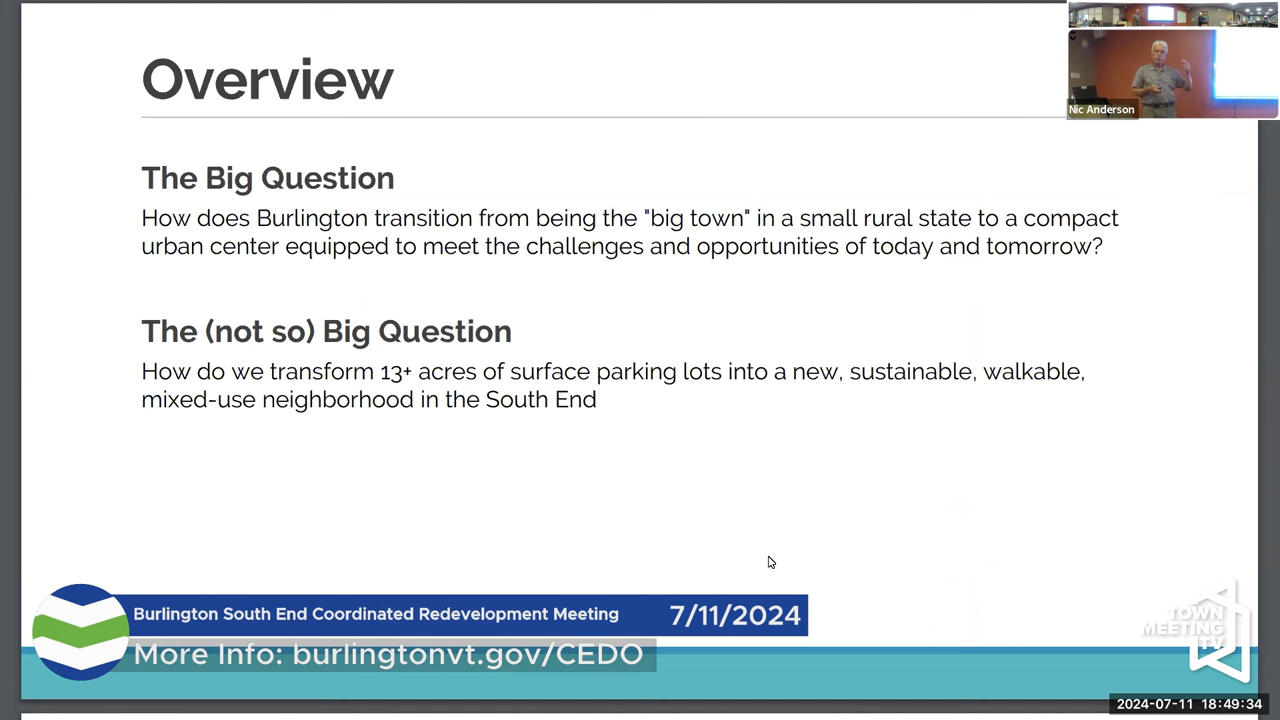 Overview
Nic Anderson
The Big Question
How does Burlington transition from being the "big town" in a small rural state to a compact
urban center equipped to meet the challenges and opportunities of today and tomorrow?
The (not so) Big Question
How do we transform 13+ acres of surface parking lots into a new, sustainable, walkable,
mixed-use neighborhood in the South End
Burlington South End Coordinated Redevelopment Meeting 7/11/2024
More Info: burlingtonvt.gov/CEDO
TOWN
MEETING
TV
2024-07-11 18:49:34